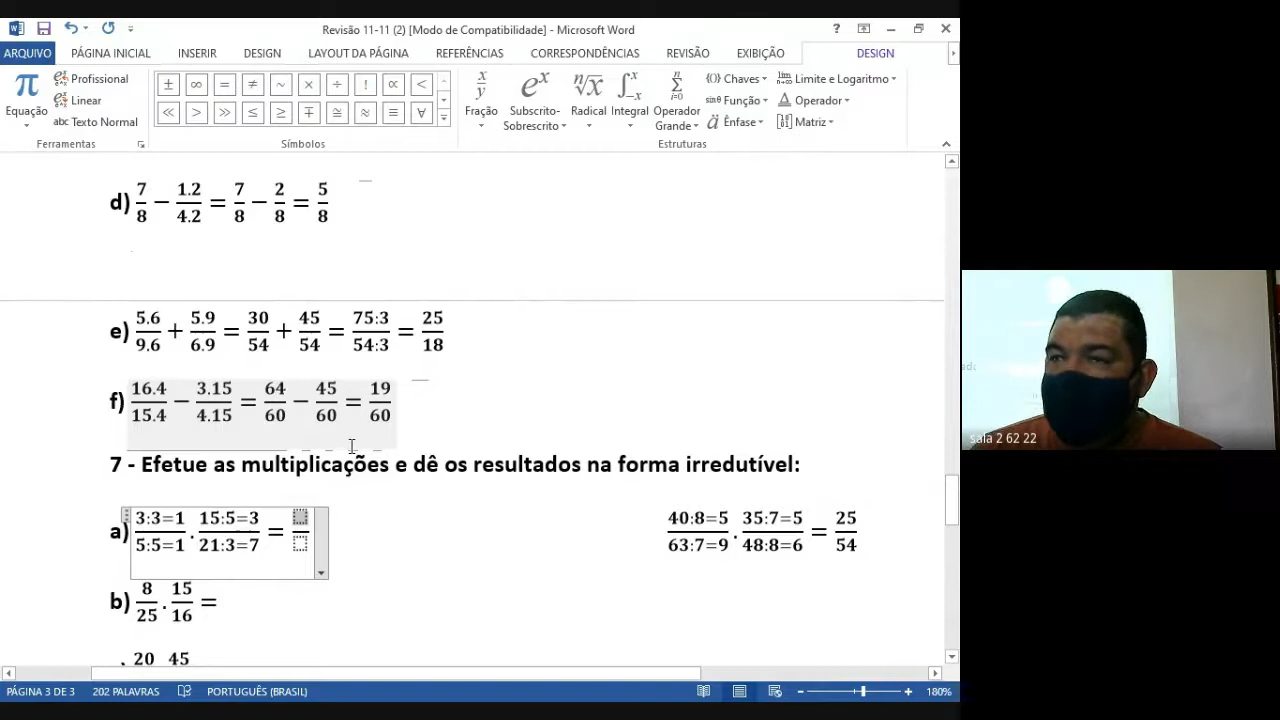 Revisão 11-11 (2) [Modo de Compatibilidade] - Microsoft Word
ARQUIVO PÁGINA INICIAL INSERIR DESIGN LAYOUT DA PÁGINA REFERÊNCIAS CORRESPONDÊNCIAS REVISÃO EXIBIÇÃO DESIGN
π Equação
Profissional
Linear
abc Texto Normal
± ∞ = ≠ ~ × ÷ ! ∝ <
≪ > ≫ ≤ ≥ ∓ ≅ ≈ ≡ ∀
x/y Fração
eˣ Subscrito-Sobrescrito
ⁿ√x Radical
Integral
Operador Grande
{()} Chaves
sinθ Função
ä Ênfase
lim Limite e Logaritmo
Operador
Matriz
Ferramentas Símbolos Estruturas
d) 7/8 − 1.2/4.2 = 7/8 − 2/8 = 5/8
e) 5.6/9.6 + 5.9/6.9 = 30/54 + 45/54 = 75:3/54:3 = 25/18
f) 16.4/15.4 − 3.15/4.15 = 64/60 − 45/60 = 19/60
7 - Efetue as multiplicações e dê os resultados na forma irredutível:
a) 3:3=1/5:5=1 . 15:5=3/21:3=7 =
40:8=5/63:7=9 . 35:7=5/48:8=6 = 25/54
b) 8/25 . 15/16 =
20 45
sala 2 62 22
PÁGINA 3 DE 3 202 PALAVRAS PORTUGUÊS (BRASIL) 180%